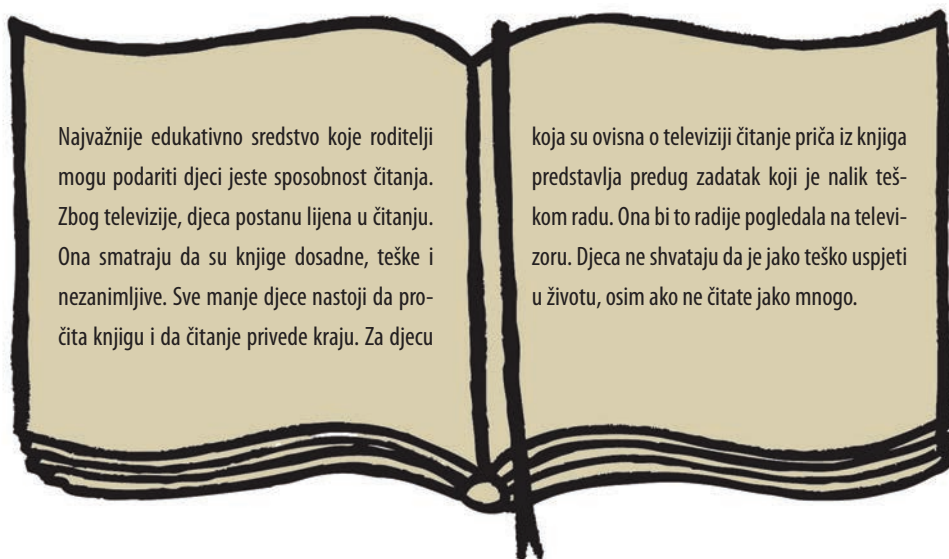 Najvažnije edukativno sredstvo koje roditelji
mogu podariti djeci jeste sposobnost čitanja.
Zbog televizije, djeca postanu lijena u čitanju.
Ona smatraju da su knjige dosadne, teške i
nezanimljive. Sve manje djece nastoji da pro-
čita knjigu i da čitanje privede kraju. Za djecu
koja su ovisna o televiziji čitanje priča iz knjiga
predstavlja predug zadatak koji je nalik teš-
kom radu. Ona bi to radije pogledala na televi-
zoru. Djeca ne shvataju da je jako teško uspjeti
u životu, osim ako ne čitate jako mnogo.